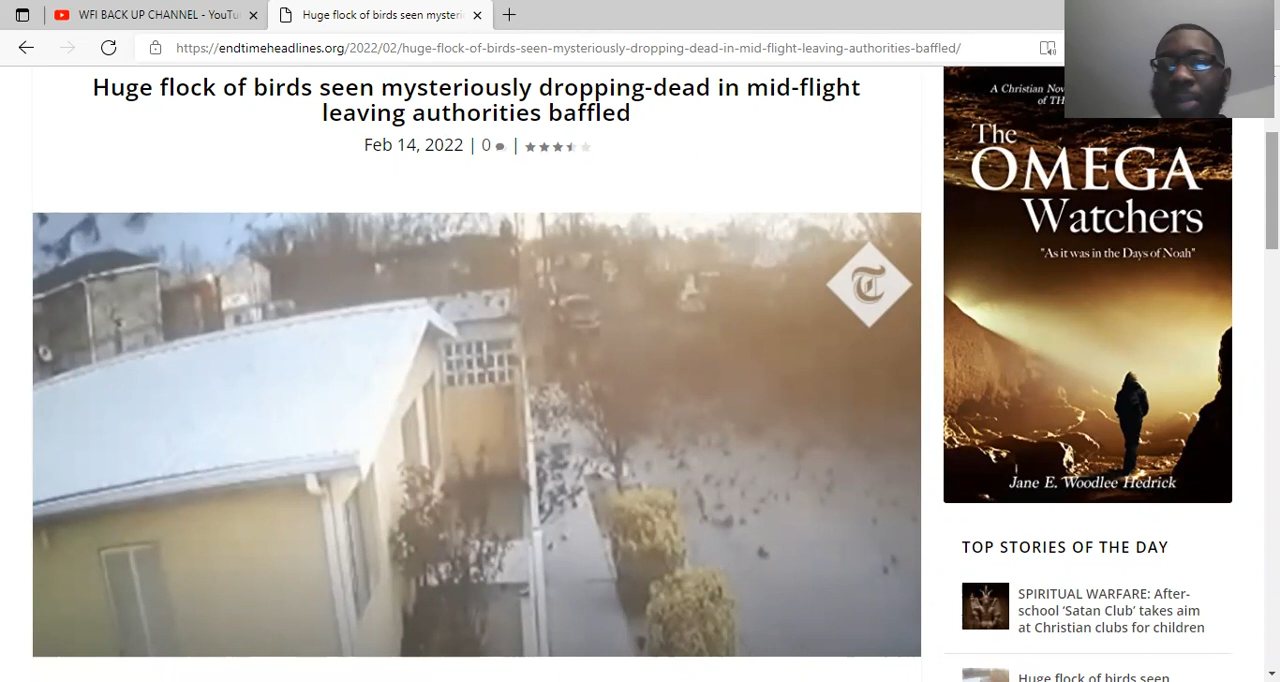 WFI BACK UP CHANNEL - YouTu
Huge flock of birds seen mysteri
https://endtimeheadlines.org/2022/02/huge-flock-of-birds-seen-mysteriously-dropping-dead-in-mid-flight-leaving-authorities-baffled/
Huge flock of birds seen mysteriously dropping-dead in mid-flight
leaving authorities baffled
Feb 14, 2022 | 0 |
T
A Christian Nov
of TH
The
OMEGA
Watchers
"As it was in the Days of Noah"
Jane E. Woodlee Hedrick
TOP STORIES OF THE DAY
SPIRITUAL WARFARE: After-
school ‘Satan Club’ takes aim
at Christian clubs for children
Huge flock of birds seen